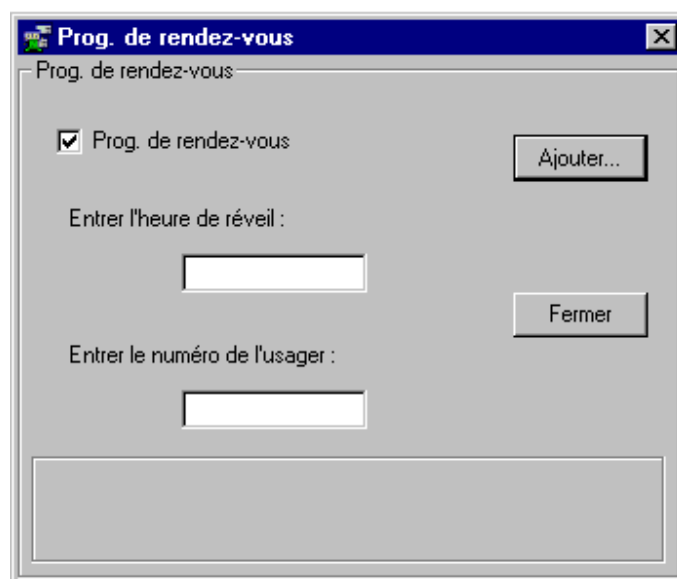 Prog. de rendez-vous
Prog. de rendez-vous
Prog. de rendez-vous
Ajouter...
Entrer l'heure de réveil :
Fermer
Entrer le numéro de l'usager :